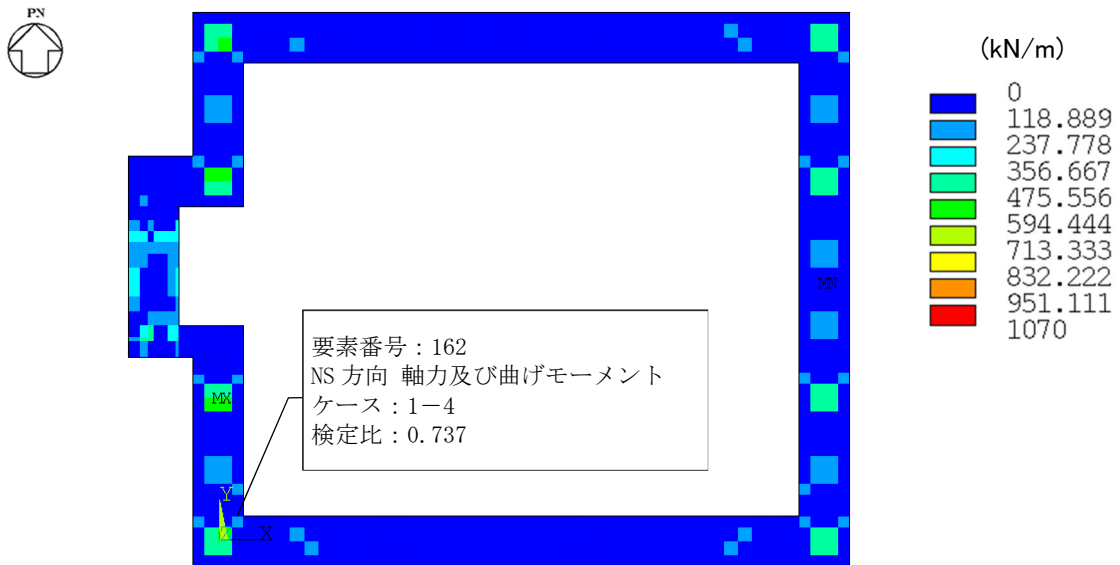 PN
(kN/m)
0
118.889
237.778
356.667
475.556
594.444
713.333
832.222
951.111
1070
MN
要素番号：162
NS 方向 軸力及び曲げモーメント
ケース：1－4
検定比：0.737
MX
Y
Z
X